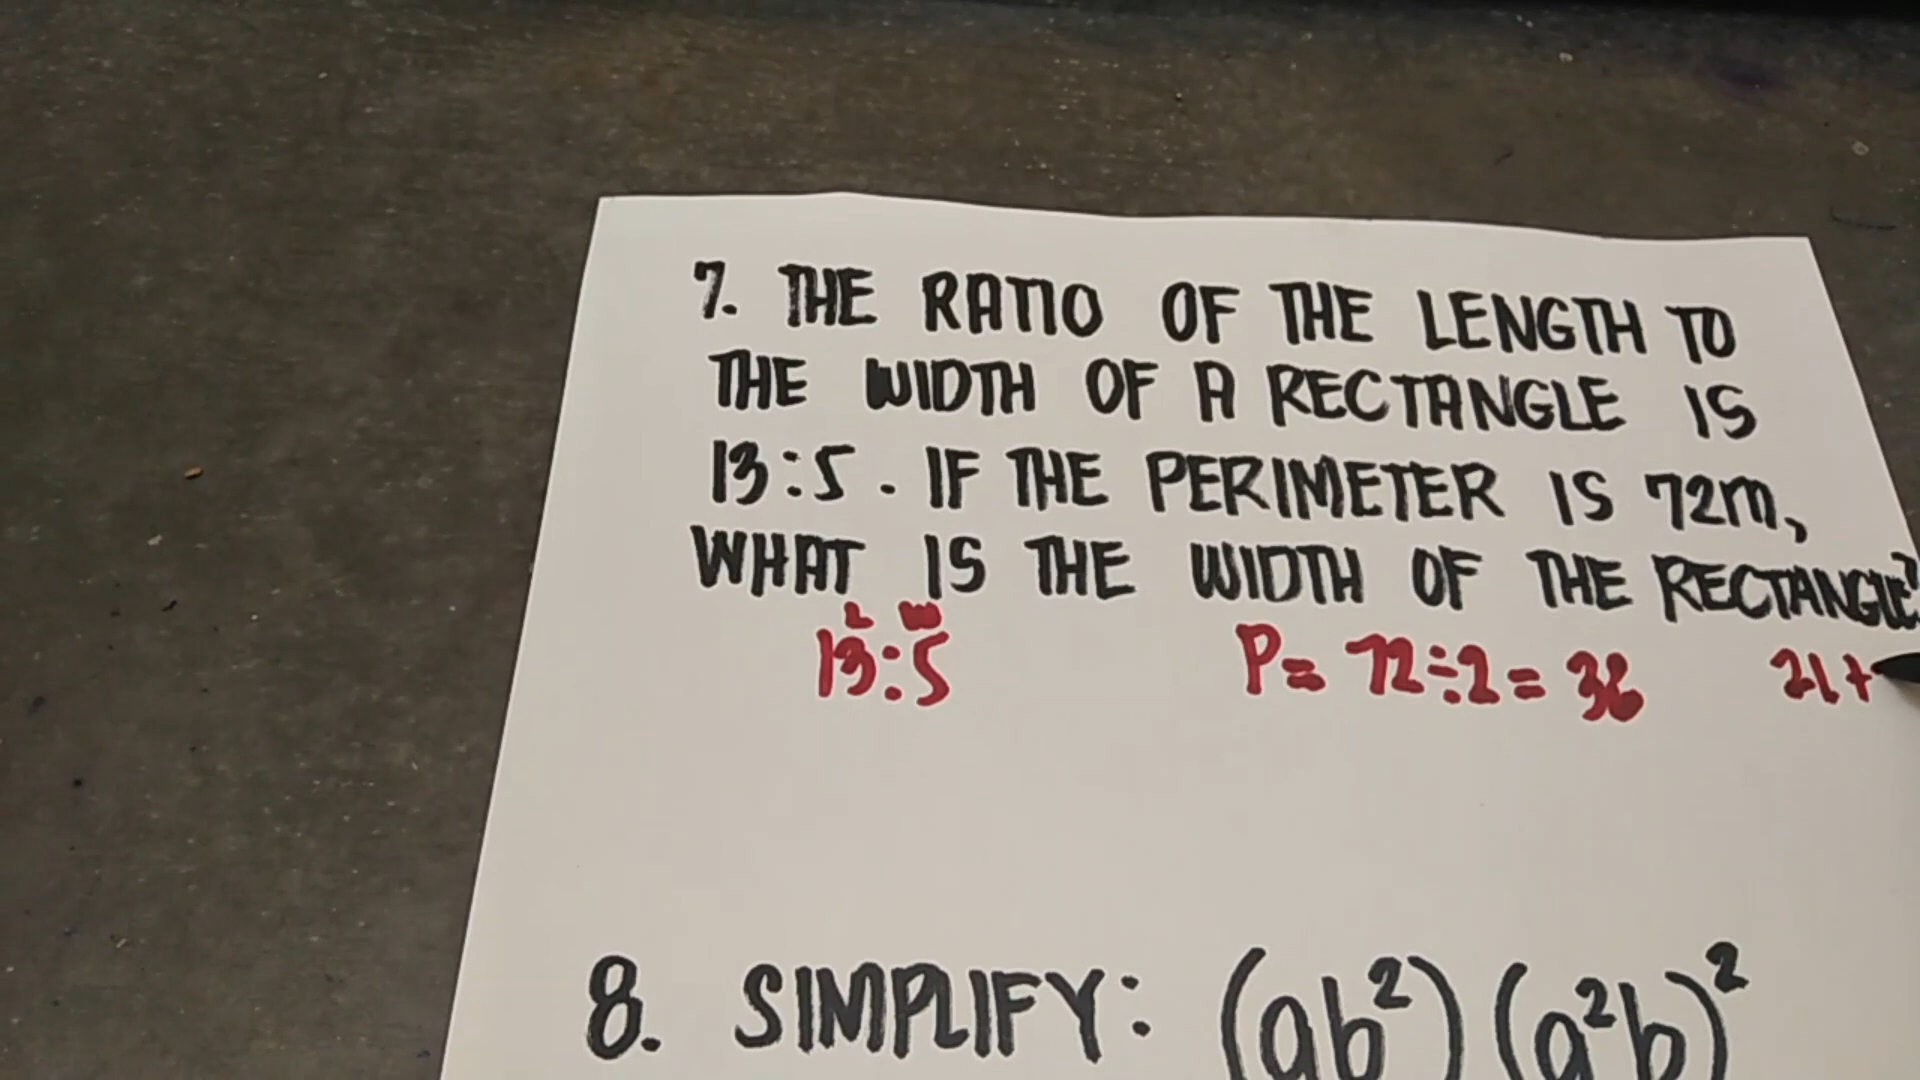 7. THE RATIO OF THE LENGTH TO
THE WIDTH OF A RECTANGLE IS
13:5. IF THE PERIMETER IS 72m,
WHAT IS THE WIDTH OF THE RECTANGLE?
L W
13:5 P= 72÷2= 36 2L+
8. SIMPLIFY: (ab²)(a²b)²